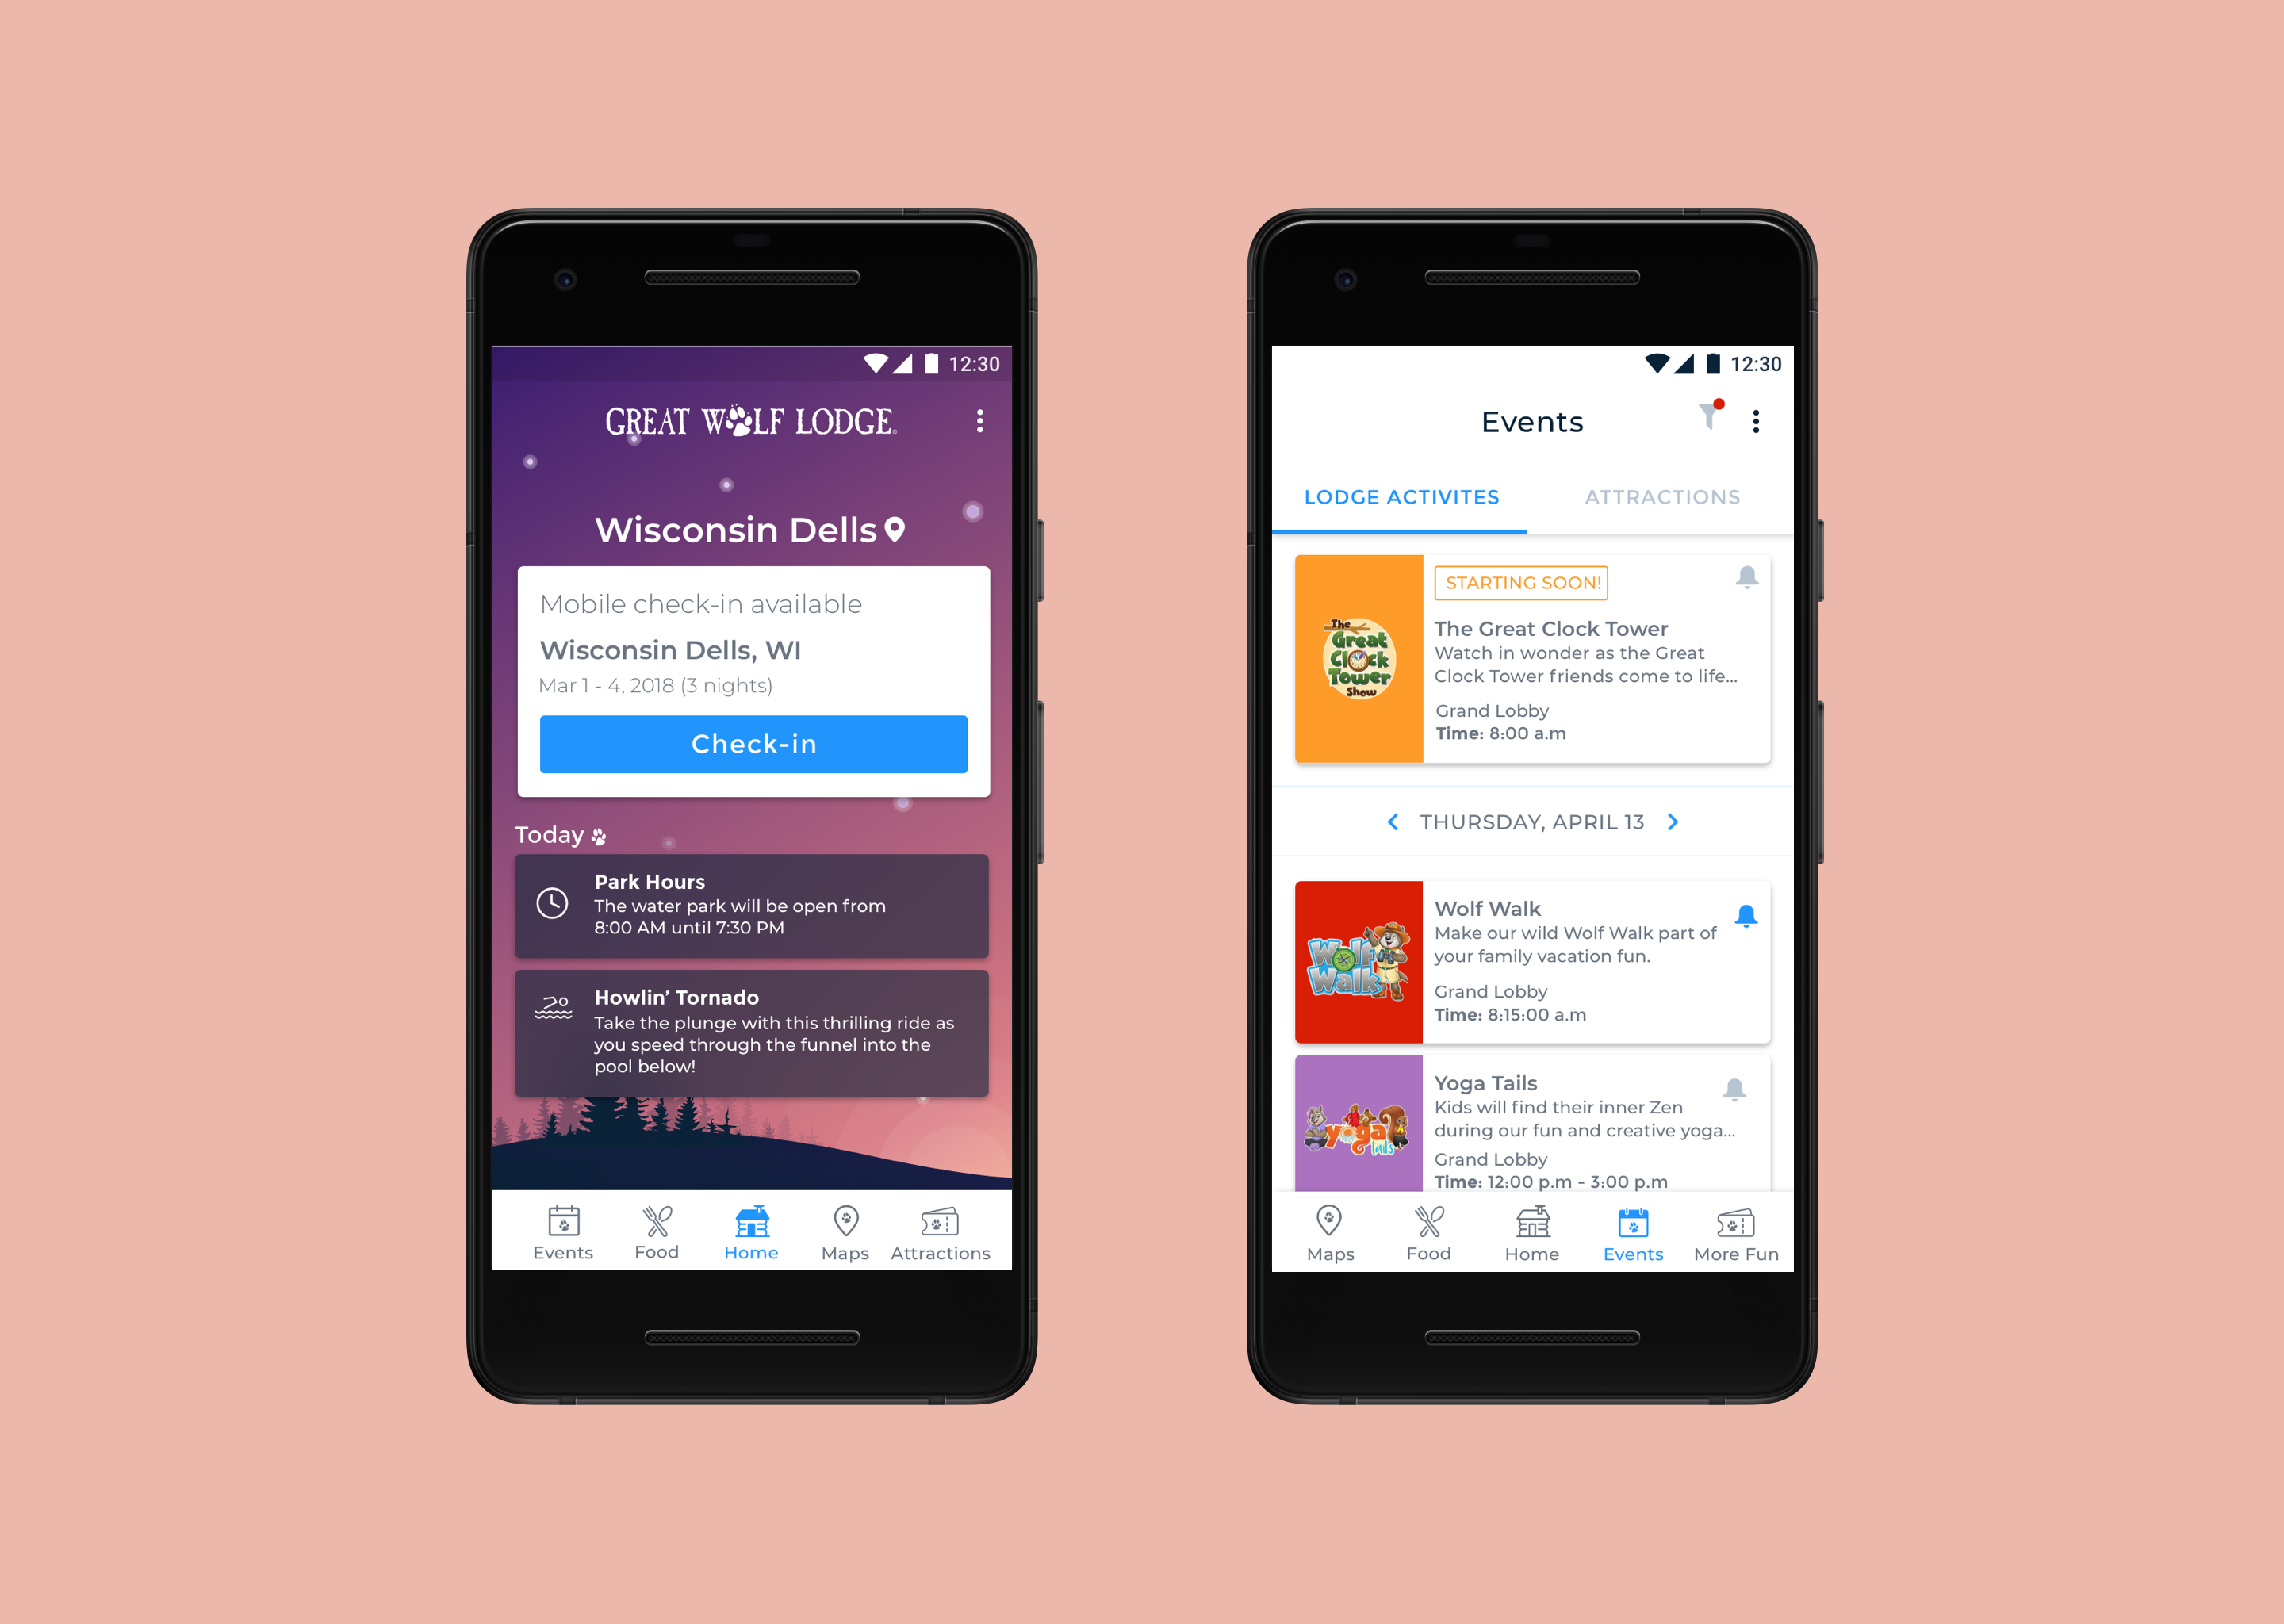 12:30
GREAT WOLF LODGE
Wisconsin Dells
Mobile check-in available
Wisconsin Dells, WI
Mar 1 - 4, 2018 (3 nights)
Check-in
Today
Park Hours
The water park will be open from
8:00 AM until 7:30 PM
Howlin' Tornado
Take the plunge with this thrilling ride as
you speed through the funnel into the
pool below!
Events Food Home Maps Attractions
12:30
Events
LODGE ACTIVITES ATTRACTIONS
The
Great
Clock
Tower
Show
STARTING SOON!
The Great Clock Tower
Watch in wonder as the Great
Clock Tower friends come to life...
Grand Lobby
Time: 8:00 a.m
THURSDAY, APRIL 13
Wolf
Walk
Wolf Walk
Make our wild Wolf Walk part of
your family vacation fun.
Grand Lobby
Time: 8:15:00 a.m
yoga
tails
Yoga Tails
Kids will find their inner Zen
during our fun and creative yoga...
Grand Lobby
Time: 12:00 p.m - 3:00 p.m
Maps Food Home Events More Fun